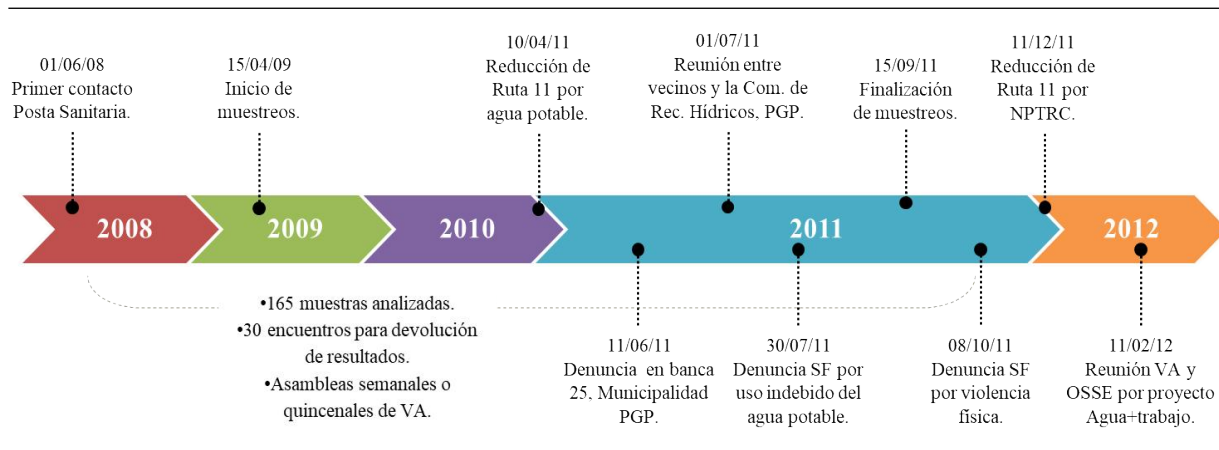 01/06/08
Primer contacto
Posta Sanitaria.
15/04/09
Inicio de
muestreos.
10/04/11
Reducción de
Ruta 11 por
agua potable.
01/07/11
Reunión entre
vecinos y la Com. de
Rec. Hídricos, PGP.
15/09/11
Finalización
de muestreos.
11/12/11
Reducción de
Ruta 11 por
NPTRC.
2008
2009
2010
2011
2012
•165 muestras analizadas.
•30 encuentros para devolución
de resultados.
•Asambleas semanales o
quincenales de VA.
11/06/11
Denuncia en banca
25, Municipalidad
PGP.
30/07/11
Denuncia SF por
uso indebido del
agua potable.
08/10/11
Denuncia SF
por violencia
física.
11/02/12
Reunión VA y
OSSE por proyecto
Agua+trabajo.